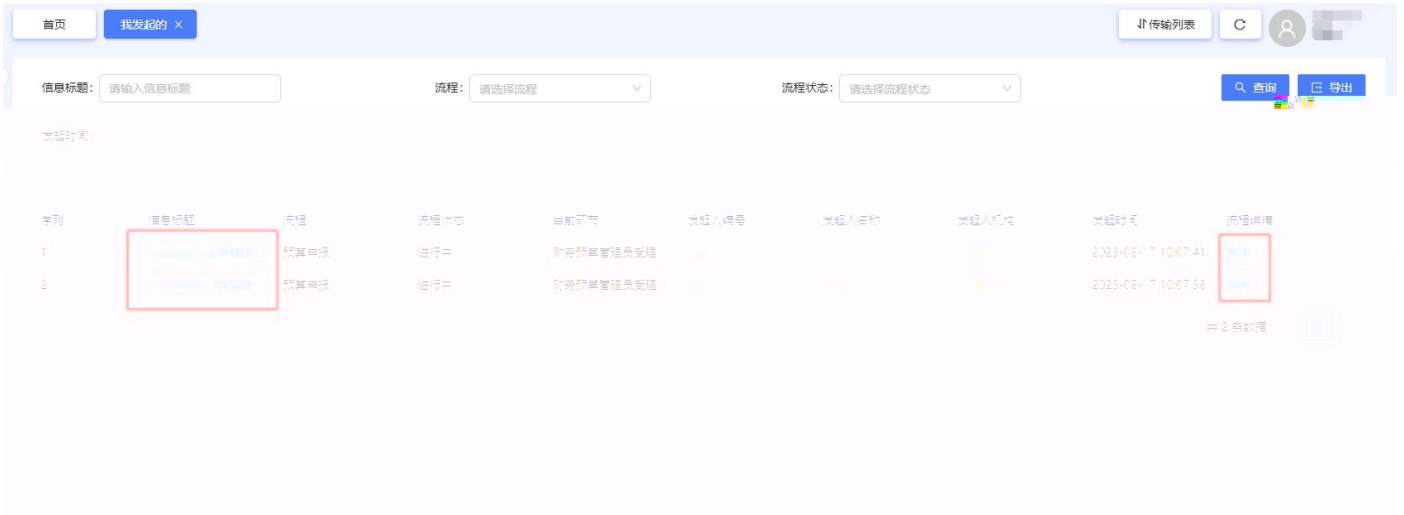 首页 我发起的 × 传输列表
信息标题: 请输入信息标题 流程: 请选择流程 流程状态: 请选择流程状态 查询 导出
发起时间:
序列 信息标题 流程 流程状态 当前环节 发起人编号 发起人名称 发起人机构 发起时间 流程详情
1 预算申报 进行中 财务预算管理员受理 2023-08-17 10:07:41
2 预算申报 进行中 财务预算管理员受理 2023-08-17 10:07:38
共 2 条数据